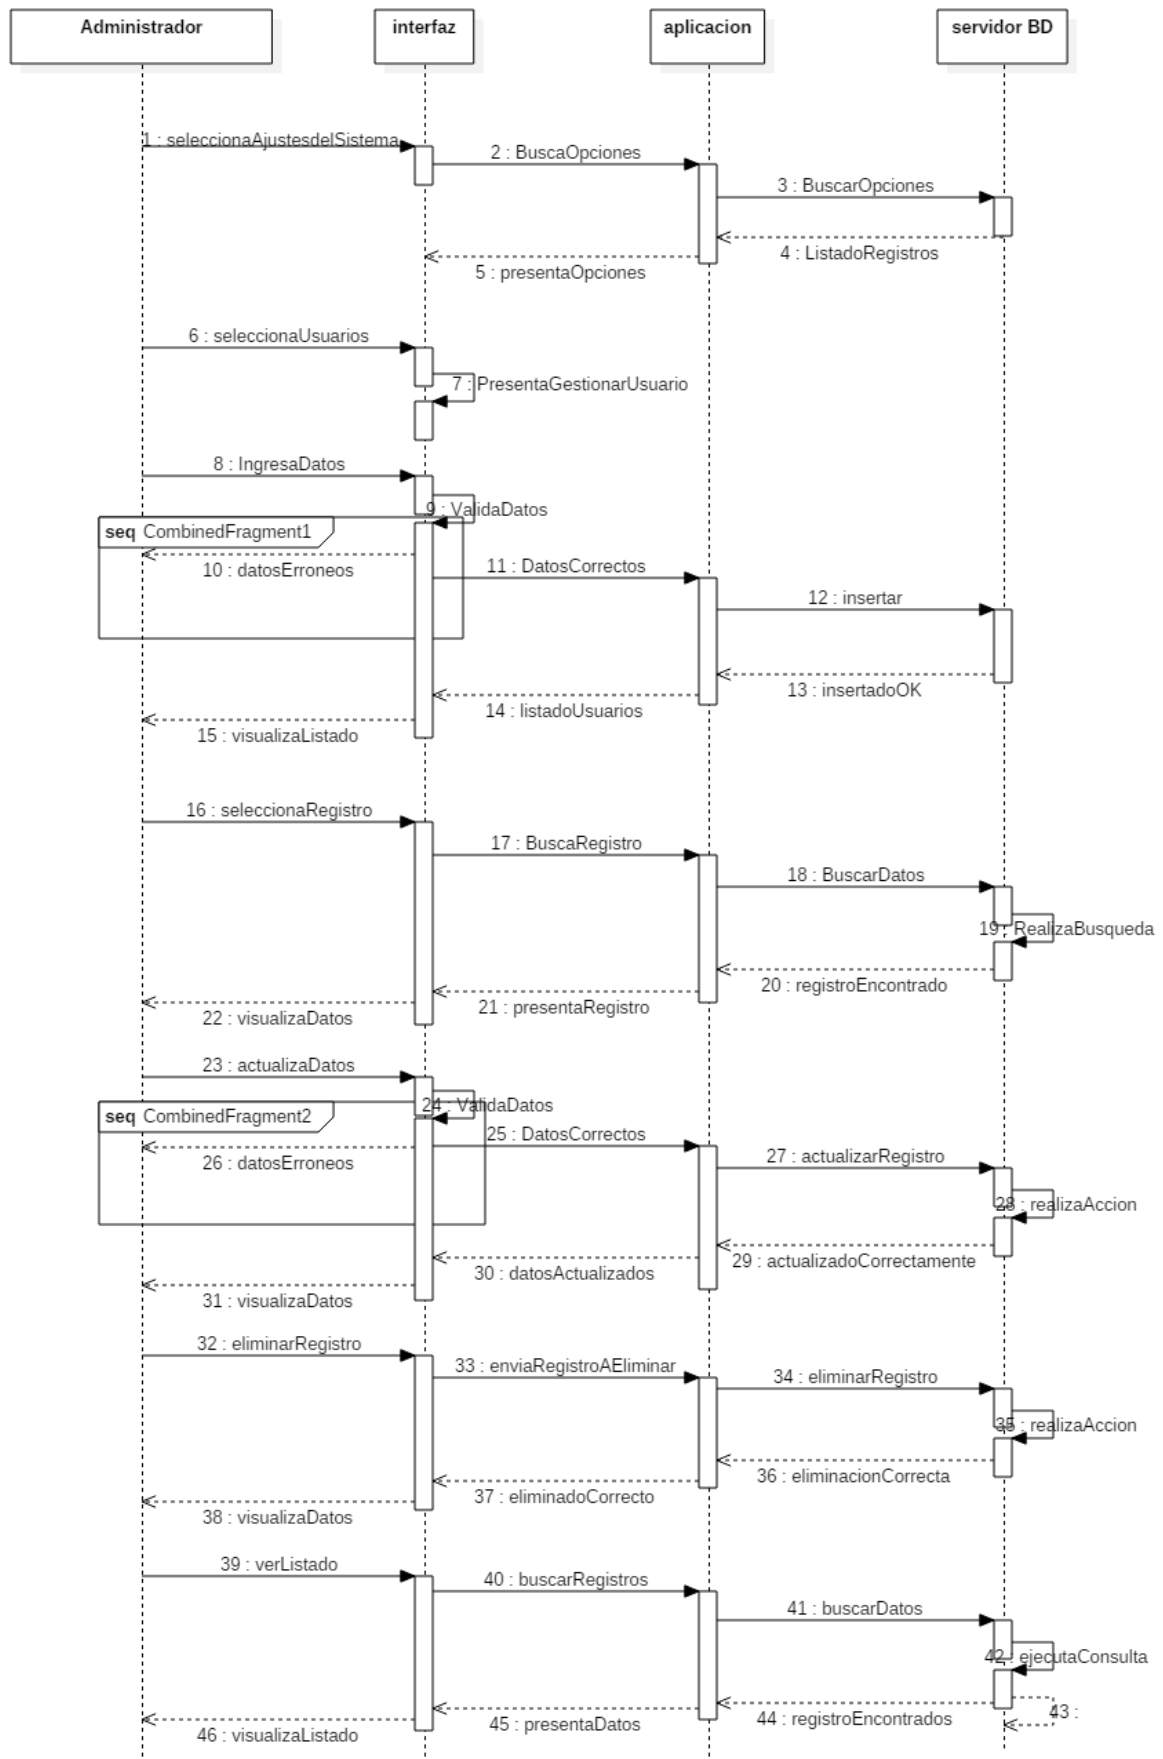 Administrador
interfaz
aplicacion
servidor BD
1 : seleccionaAjustesdelSistema
2 : BuscaOpciones
3 : BuscarOpciones
4 : ListadoRegistros
5 : presentaOpciones
6 : seleccionaUsuarios
7 : PresentaGestionarUsuario
8 : IngresaDatos
9 : ValidaDatos
seq CombinedFragment1
10 : datosErroneos
11 : DatosCorrectos
12 : insertar
13 : insertadoOK
14 : listadoUsuarios
15 : visualizaListado
16 : seleccionaRegistro
17 : BuscaRegistro
18 : BuscarDatos
19 : RealizaBusqueda
20 : registroEncontrado
21 : presentaRegistro
22 : visualizaDatos
23 : actualizaDatos
24 : ValidaDatos
seq CombinedFragment2
25 : DatosCorrectos
26 : datosErroneos
27 : actualizarRegistro
28 : realizaAccion
29 : actualizadoCorrectamente
30 : datosActualizados
31 : visualizaDatos
32 : eliminarRegistro
33 : enviaRegistroAEliminar
34 : eliminarRegistro
35 : realizaAccion
36 : eliminacionCorrecta
37 : eliminadoCorrecto
38 : visualizaDatos
39 : verListado
40 : buscarRegistros
41 : buscarDatos
42 : ejecutaConsulta
43 :
44 : registroEncontrados
45 : presentaDatos
46 : visualizaListado